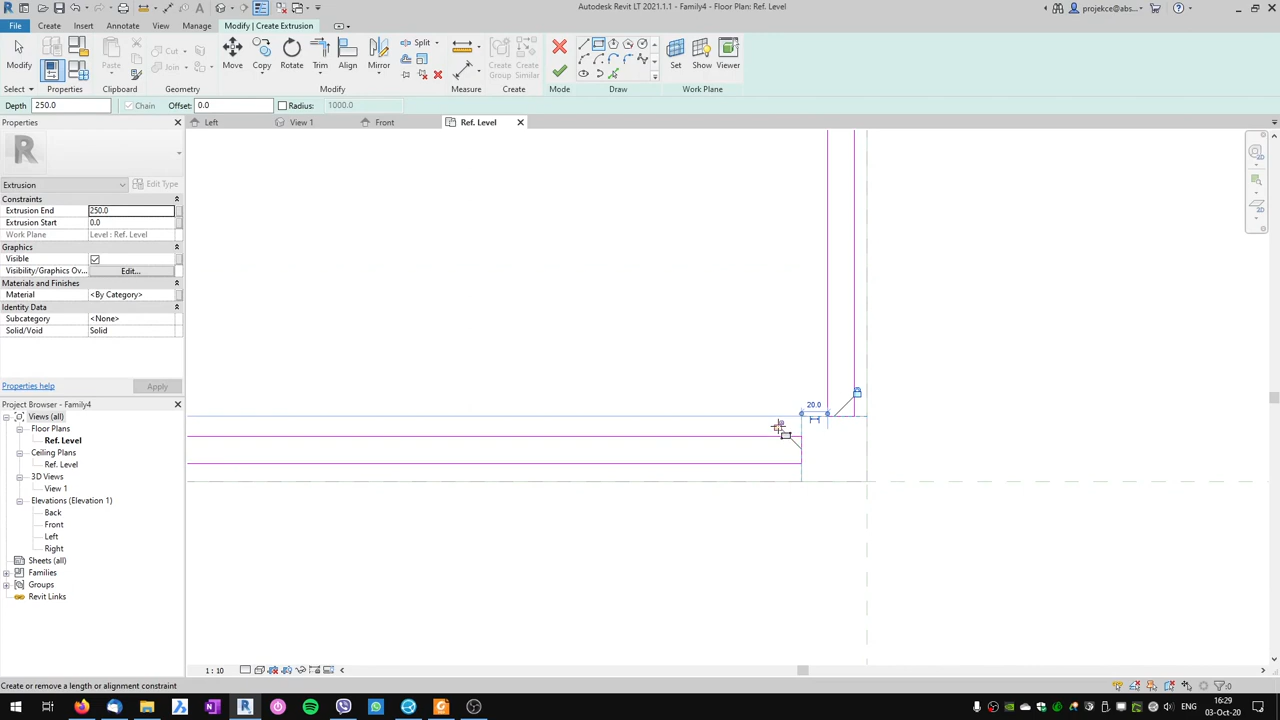 Autodesk Revit LT 2021.1.1 - Family4 - Floor Plan: Ref. Level
projekce@abs...
File
Create
Insert
Annotate
View
Manage
Add-Ins
Modify | Create Extrusion
Modify
Paste
Cut
Join
Move
Copy
Rotate
Trim
Align
Mirror
Split
Create Group
Create Similar
Set
Show
Viewer
Select
Properties
Clipboard
Geometry
Modify
Measure
Create
Mode
Draw
Work Plane
Depth 250.0
Chain
Offset: 0.0
Radius: 1000.0
Properties
Left
View 1
Front
Ref. Level
Extrusion
Edit Type
Constraints
Extrusion End 250.0
Extrusion Start 0.0
Work Plane Level : Ref. Level
Graphics
Visible
Visibility/Graphics Ov... Edit...
Materials and Finishes
Material <By Category>
Identity Data
Subcategory <None>
Solid/Void Solid
Properties help
Apply
Project Browser - Family4
Views (all)
Floor Plans
Ref. Level
Ceiling Plans
Ref. Level
3D Views
View 1
Elevations (Elevation 1)
Back
Front
Left
Right
Sheets (all)
Families
Groups
Revit Links
20.0
1 : 10
Create or remove a length or alignment constraint
:0
ENG
16:29
03-Oct-20